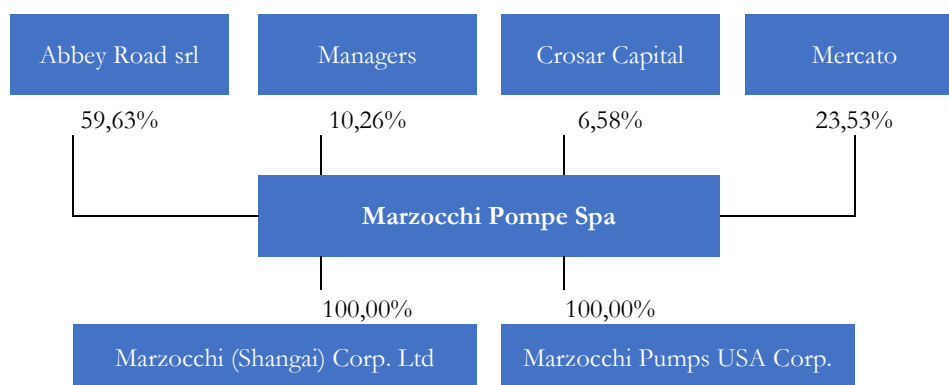 Abbey Road srl
Managers
Crosar Capital
Mercato
59,63%
10,26%
6,58%
23,53%
Marzocchi Pompe Spa
100,00%
100,00%
Marzocchi (Shangai) Corp. Ltd
Marzocchi Pumps USA Corp.